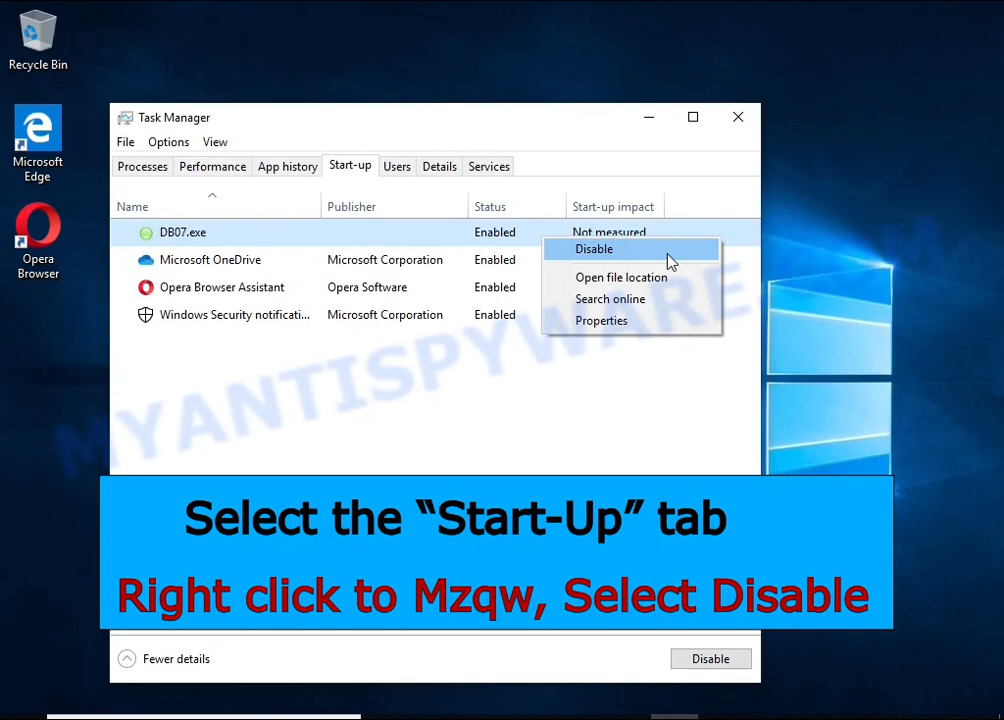 Recycle Bin
Microsoft
Edge
Opera
Browser
Task Manager
File Options View
Processes Performance App history Start-up Users Details Services
Name Publisher Status Start-up impact
DB07.exe Enabled Not measured
Microsoft OneDrive Microsoft Corporation Enabled
Opera Browser Assistant Opera Software Enabled
Windows Security notificati... Microsoft Corporation Enabled
Disable
Open file location
Search online
Properties
MYANTISPYWARE.COM
Select the “Start-Up” tab
Right click to Mzqw, Select Disable
Fewer details Disable